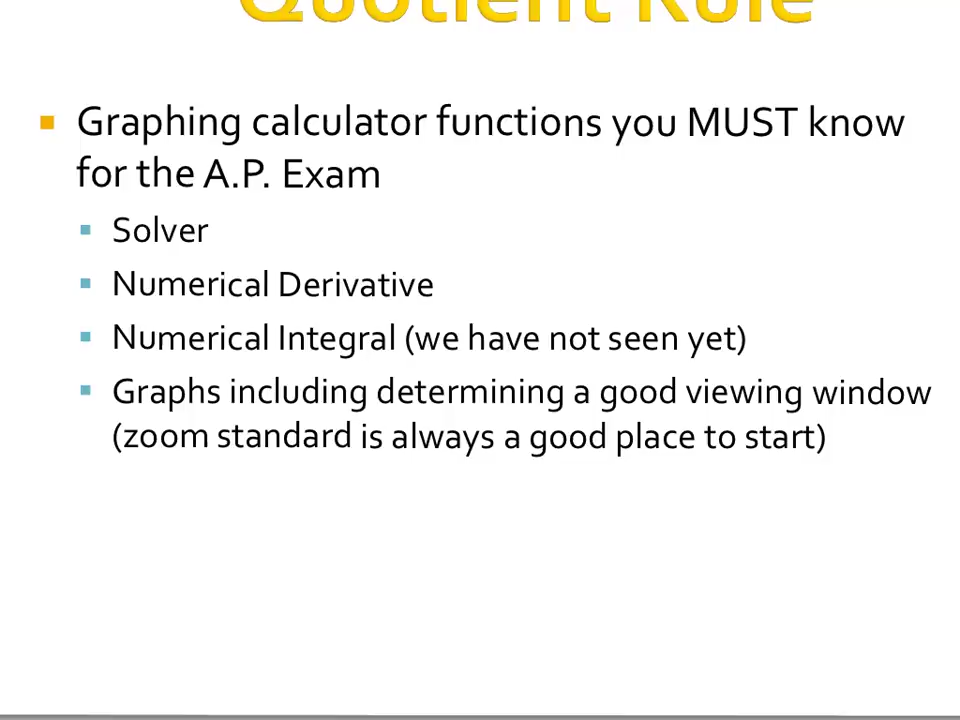 Quotient Rule
Graphing calculator functions you MUST know
for the A.P. Exam
Solver
Numerical Derivative
Numerical Integral (we have not seen yet)
Graphs including determining a good viewing window
(zoom standard is always a good place to start)